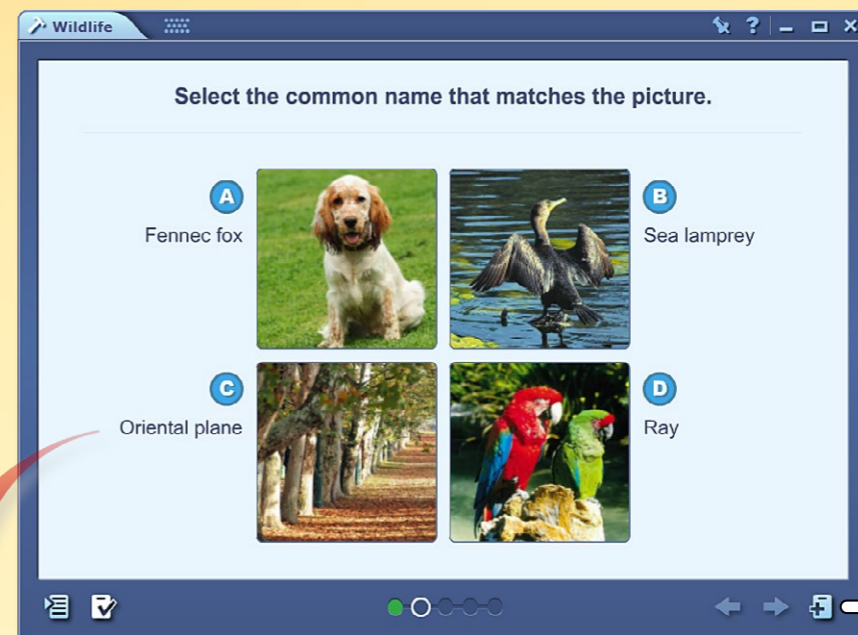 Wildlife
?
Select the common name that matches the picture.
A
Fennec fox
B
Sea lamprey
C
Oriental plane
D
Ray